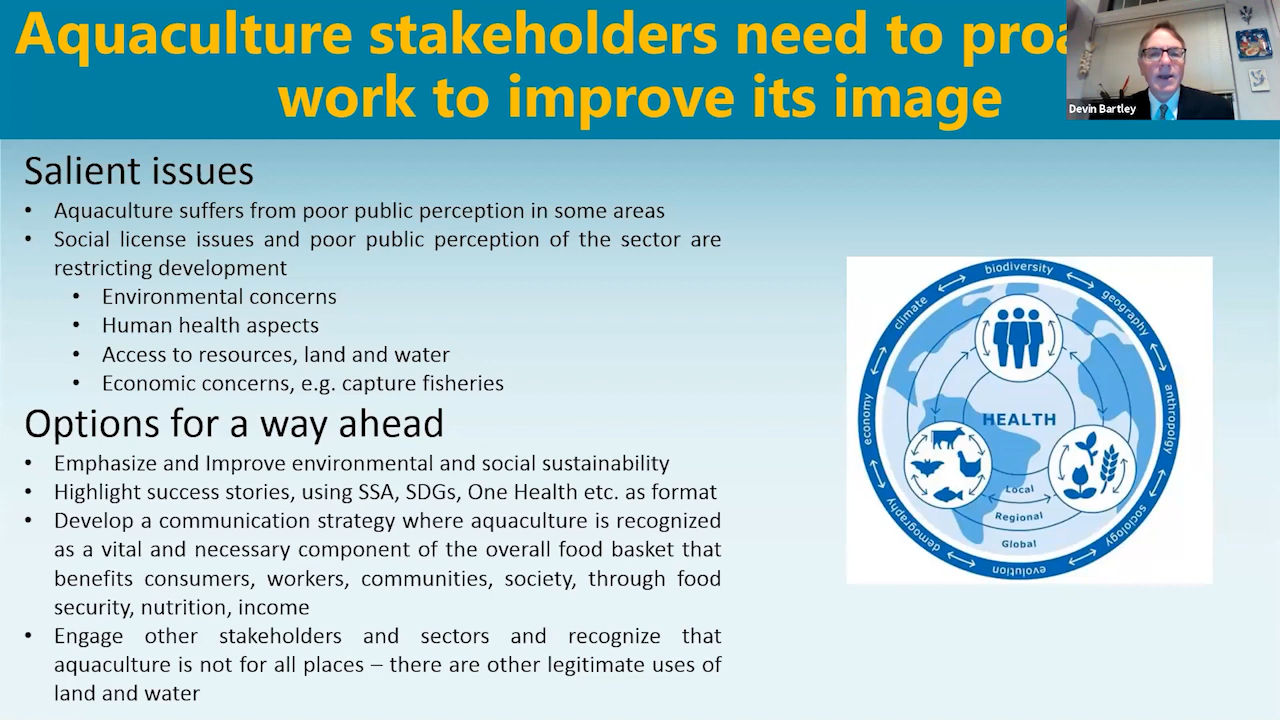 Aquaculture stakeholders need to
work to improve its image
Devin Bartley
Salient issues
• Aquaculture suffers from poor public perception in some areas
• Social license issues and poor public perception of the sector are
restricting development
• Environmental concerns
• Human health aspects
• Access to resources, land and water
• Economic concerns, e.g. capture fisheries
Options for a way ahead
• Emphasize and Improve environmental and social sustainability
• Highlight success stories, using SSA, SDGs, One Health etc. as format
• Develop a communication strategy where aquaculture is recognized
as a vital and necessary component of the overall food basket that
benefits consumers, workers, communities, society, through food
security, nutrition, income
• Engage other stakeholders and sectors and recognize that
aquaculture is not for all places – there are other legitimate uses of
land and water
biodiversity
geography
anthropolgy
sociology
evolution
demography
economy
climate
HEALTH
Local
Regional
Global